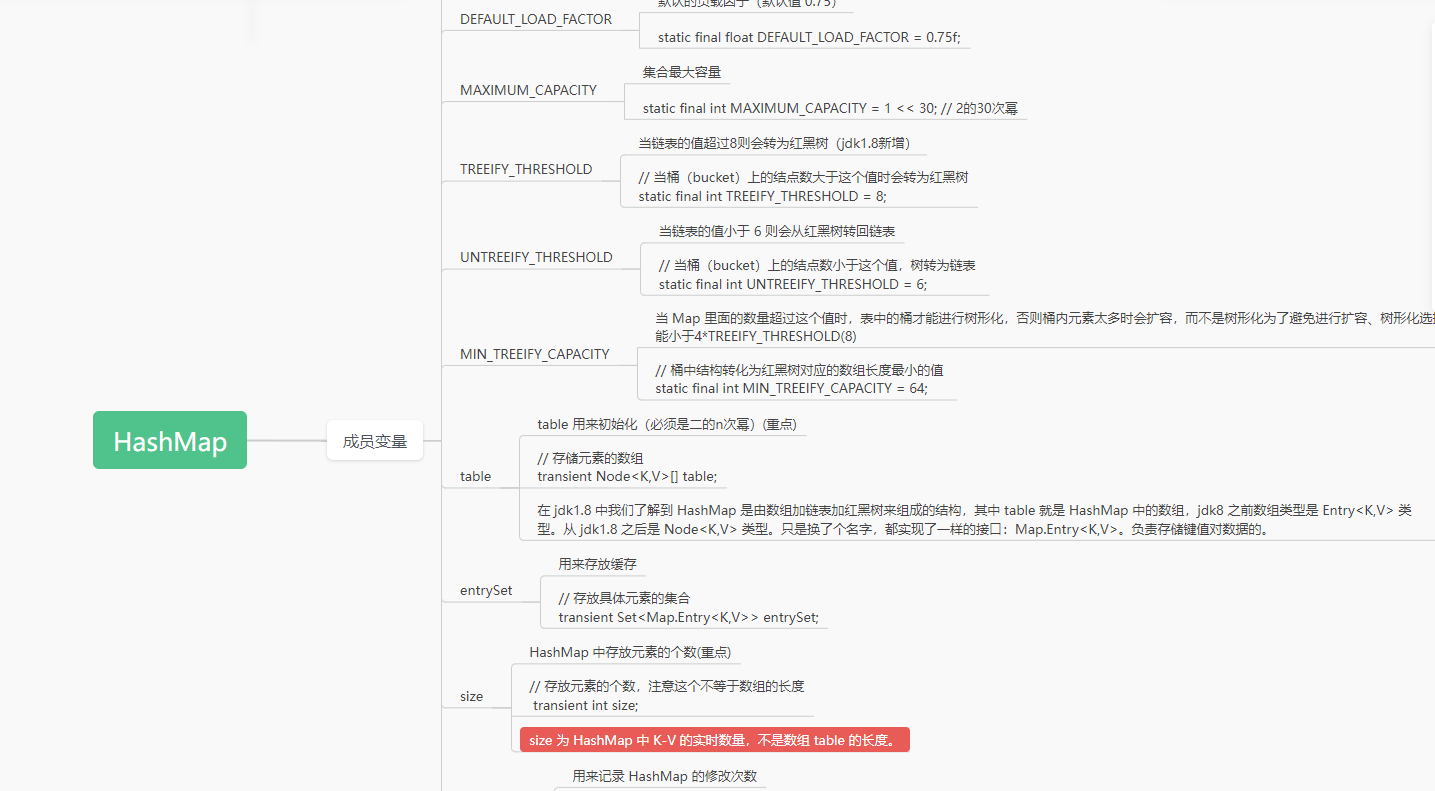 默认的负载因子（默认值 0.75）
DEFAULT_LOAD_FACTOR
static final float DEFAULT_LOAD_FACTOR = 0.75f;
集合最大容量
MAXIMUM_CAPACITY
static final int MAXIMUM_CAPACITY = 1 << 30; // 2的30次幂
当链表的值超过8则会转为红黑树（jdk1.8新增）
TREEIFY_THRESHOLD
// 当桶（bucket）上的结点数大于这个值时会转为红黑树
static final int TREEIFY_THRESHOLD = 8;
当链表的值小于 6 则会从红黑树转回链表
UNTREEIFY_THRESHOLD
// 当桶（bucket）上的结点数小于这个值，树转为链表
static final int UNTREEIFY_THRESHOLD = 6;
当 Map 里面的数量超过这个值时，表中的桶才能进行树形化，否则桶内元素太多时会扩容，而不是树形化为了避免进行扩容、树形化选
能小于4*TREEIFY_THRESHOLD(8)
MIN_TREEIFY_CAPACITY
// 桶中结构转化为红黑树对应的数组长度最小的值
static final int MIN_TREEIFY_CAPACITY = 64;
HashMap
成员变量
table 用来初始化（必须是二的n次幂）(重点)
// 存储元素的数组
table
transient Node<K,V>[] table;
在 jdk1.8 中我们了解到 HashMap 是由数组加链表加红黑树来组成的结构，其中 table 就是 HashMap 中的数组，jdk8 之前数组类型是 Entry<K,V> 类
型。从 jdk1.8 之后是 Node<K,V> 类型。只是换了个名字，都实现了一样的接口：Map.Entry<K,V>。负责存储键值对数据的。
用来存放缓存
entrySet
// 存放具体元素的集合
transient Set<Map.Entry<K,V>> entrySet;
HashMap 中存放元素的个数(重点)
// 存放元素的个数，注意这个不等于数组的长度
size
transient int size;
size 为 HashMap 中 K-V 的实时数量，不是数组 table 的长度。
用来记录 HashMap 的修改次数